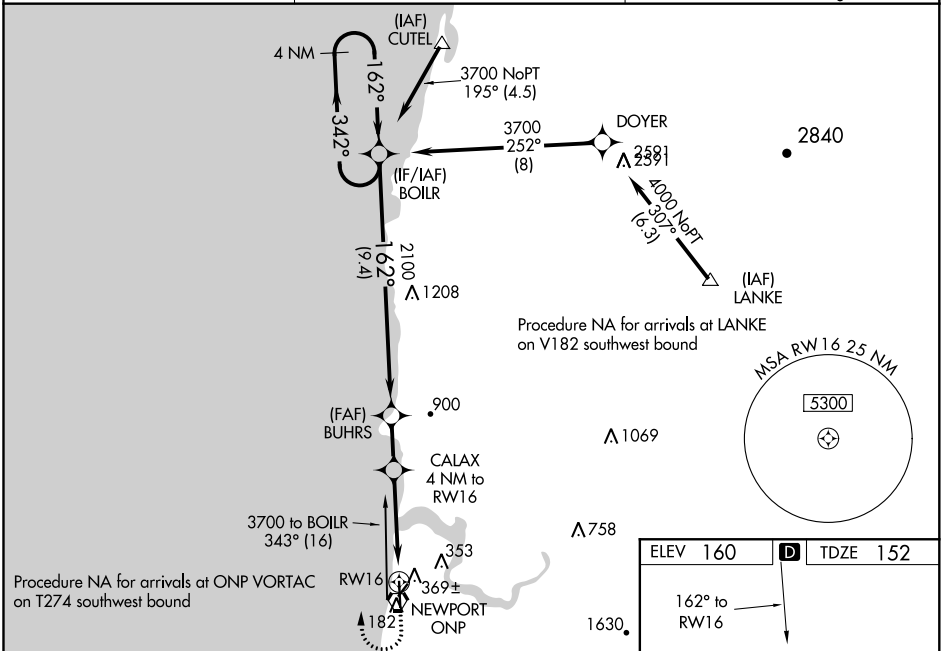 (IAF)
CUTEL
4 NM
162°
342°
3700 NoPT
195° (4.5)
3700
252°
(8)
DOYER
2591
2840
(IF/IAF)
BOILR
4000 NoPT
307°
(6.3)
(IAF)
LANKE
2100
162°
(9.4)
1208
Procedure NA for arrivals at LANKE
on V182 southwest bound
MSA RW16 25 NM
5300
(FAF)
BUHRS
900
1069
CALAX
4 NM to
RW16
3700 to BOILR
343° (16)
758
353
Procedure NA for arrivals at ONP VORTAC
on T274 southwest bound
RW16
369±
NEWPORT
ONP
182
1630
ELEV 160
D
TDZE 152
162° to
RW16